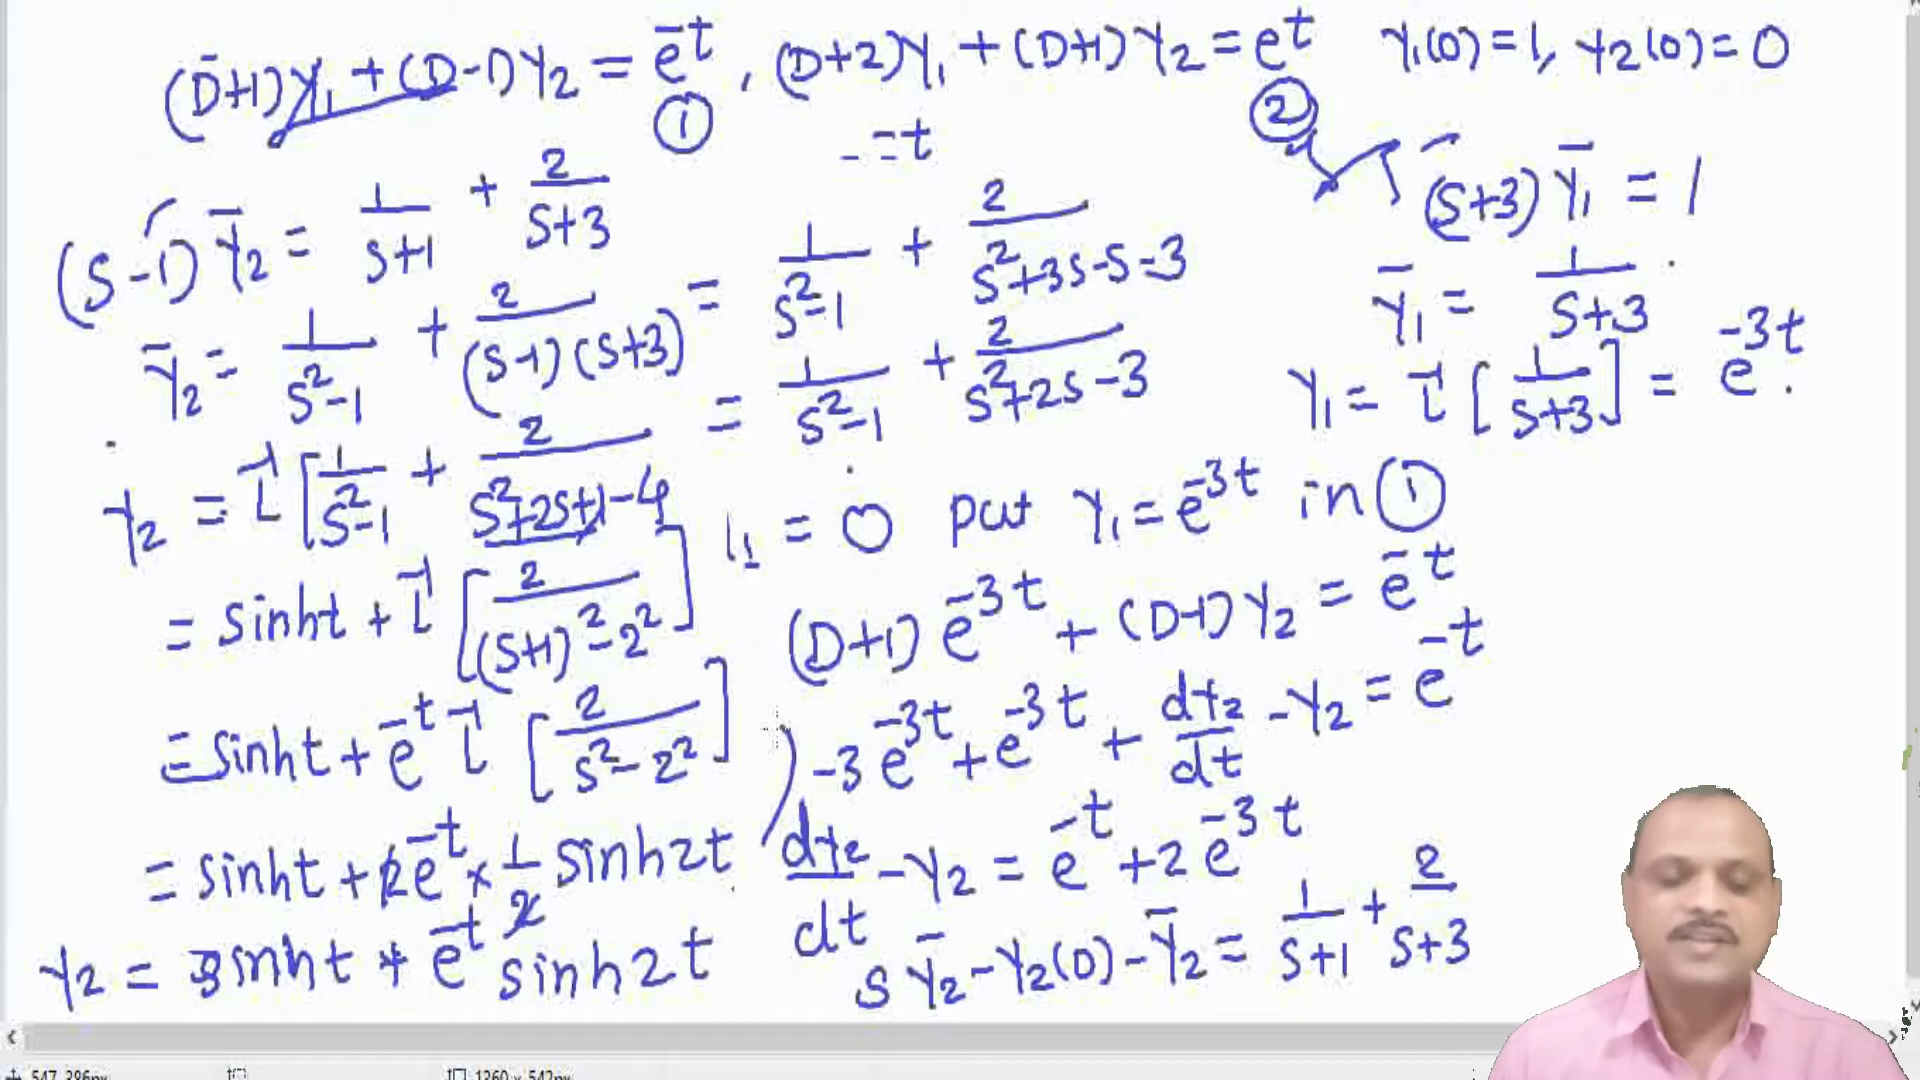 (D+1)y₁ + (D-1)y₂ = e⁻ᵗ, (D+2)y₁ + (D+1)y₂ = eᵗ y₁(0)=1, y₂(0)=0
① ②
(s-1)ȳ₂ = 1/(s+1) + 2/(s+3)
ȳ₂ = 1/(s²-1) + 2/((s-1)(s+3)) = 1/(s²-1) + 2/(s²+3s-s-3)
= 1/(s²-1) + 2/(s²+2s-3)
y₂ = L⁻¹[1/(s²-1) + 2/(s²+2s+1-4)]
= sinht + L⁻¹[2/((s+1)²-2²)]
= sinht + e⁻ᵗ L⁻¹[2/(s²-2²)]
= sinht + 2e⁻ᵗ × 1/2 sinh2t
y₂ = sinht + e⁻ᵗ sinh2t
(s+3)ȳ₁ = 1
ȳ₁ = 1/(s+3)
y₁ = L⁻¹[1/(s+3)] = e⁻³ᵗ.
= 0 put y₁ = e⁻³ᵗ in ①
(D+1)e⁻³ᵗ + (D-1)y₂ = e⁻ᵗ
-3e⁻³ᵗ + e⁻³ᵗ + dy₂/dt - y₂ = e⁻ᵗ
dy₂/dt - y₂ = e⁻ᵗ + 2e⁻³ᵗ
sȳ₂ - y₂(0) - ȳ₂ = 1/(s+1) + 2/(s+3)